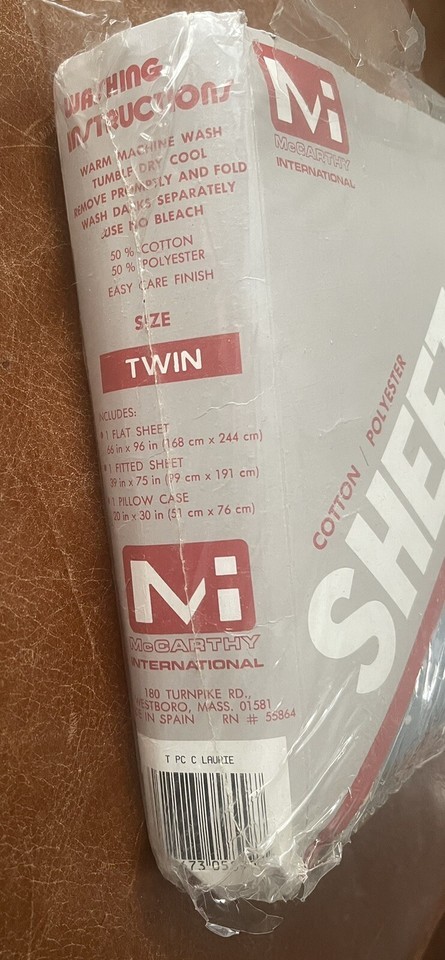 WASHING
INSTRUCTIONS
WARM MACHINE WASH
TUMBLE DRY COOL
REMOVE PROMPTLY AND FOLD
WASH DARKS SEPARATELY
USE NO BLEACH
50% COTTON
50% POLYESTER
EASY CARE FINISH
SIZE
TWIN
INCLUDES:
1 FLAT SHEET
66 in x 96 in (168 cm x 244 cm)
1 FITTED SHEET
39 in x 75 in (99 cm x 191 cm)
1 PILLOW CASE
20 in x 30 in (51 cm x 76 cm)
Mi
McCARTHY
INTERNATIONAL
180 TURNPIKE RD.,
WESTBORO, MASS. 01581
IN SPAIN RN # 55864
T PC C LAURIE
Mi
McCARTHY
INTERNATIONAL
COTTON / POLYESTER
SHEET